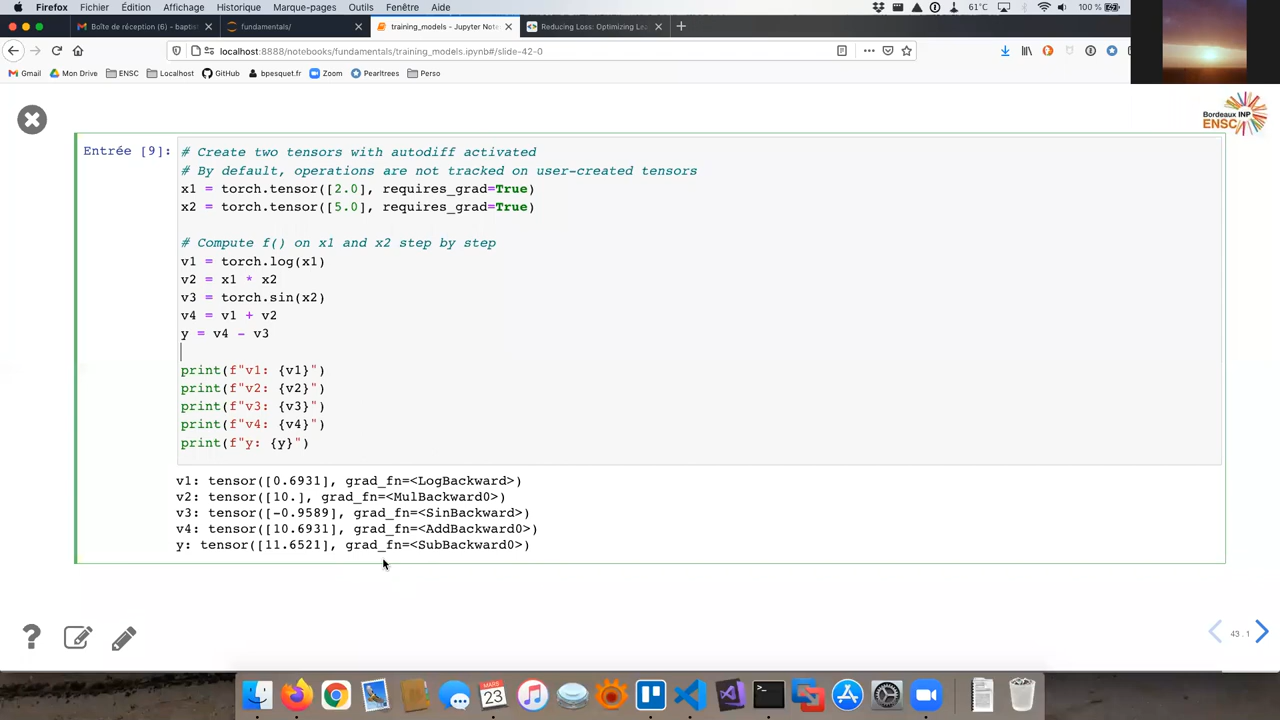 Firefox Fichier Édition Affichage Historique Marque-pages Outils Fenêtre Aide 61°C 100 %
Boîte de réception (6) – baptis
fundamentals/
training_models - Jupyter Note
Reducing Loss: Optimizing Lea
localhost:8888/notebooks/fundamentals/training_models.ipynb#/slide-42-0
Gmail Mon Drive ENSC Localhost GitHub bpesquet.fr Zoom Pearltrees Perso
Bordeaux INP
ENSC
Entrée [9]:
# Create two tensors with autodiff activated
# By default, operations are not tracked on user-created tensors
x1 = torch.tensor([2.0], requires_grad=True)
x2 = torch.tensor([5.0], requires_grad=True)
# Compute f() on x1 and x2 step by step
v1 = torch.log(x1)
v2 = x1 * x2
v3 = torch.sin(x2)
v4 = v1 + v2
y = v4 - v3
print(f"v1: {v1}")
print(f"v2: {v2}")
print(f"v3: {v3}")
print(f"v4: {v4}")
print(f"y: {y}")
v1: tensor([0.6931], grad_fn=<LogBackward>)
v2: tensor([10.], grad_fn=<MulBackward0>)
v3: tensor([-0.9589], grad_fn=<SinBackward>)
v4: tensor([10.6931], grad_fn=<AddBackward0>)
y: tensor([11.6521], grad_fn=<SubBackward0>)
?
43.1
MARS
23